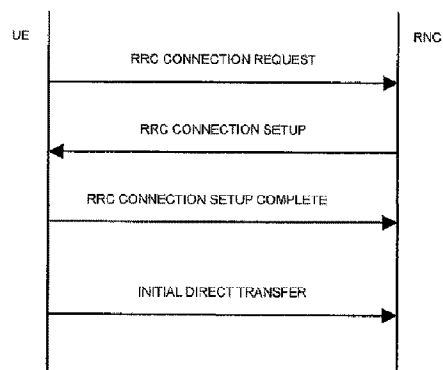 UE
RNC
RRC CONNECTION REQUEST
RRC CONNECTION SETUP
RRC CONNECTION SETUP COMPLETE
INITIAL DIRECT TRANSFER